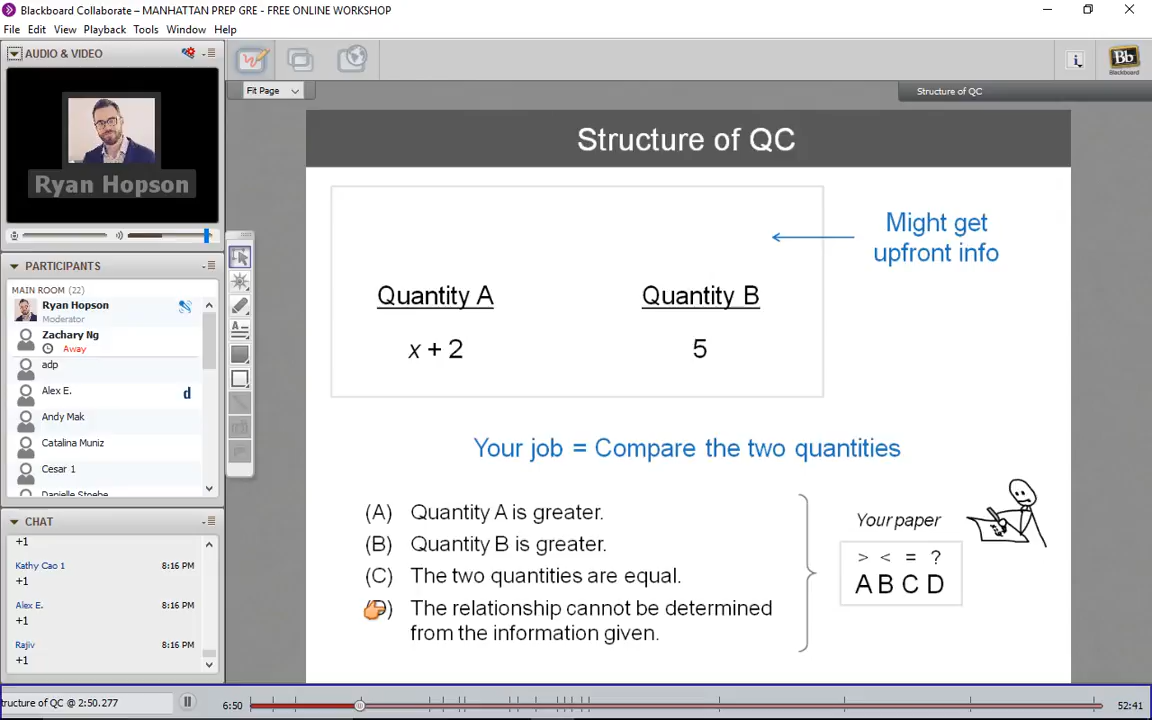 Blackboard Collaborate – MANHATTAN PREP GRE - FREE ONLINE WORKSHOP
File Edit View Playback Tools Window Help
AUDIO & VIDEO
Ryan Hopson
PARTICIPANTS
MAIN ROOM (22)
Ryan Hopson
Moderator
Zachary Ng
Away
adp
Alex E.
d
Andy Mak
Catalina Muniz
Cesar 1
Danielle Stoebe
CHAT
+1
Kathy Cao 1 8:16 PM
+1
Alex E. 8:16 PM
+1
Rajiv 8:16 PM
+1
Fit Page
Structure of QC
i
Bb
Blackboard
Structure of QC
Might get
upfront info
Quantity A Quantity B
x + 2 5
Your job = Compare the two quantities
(A) Quantity A is greater.
(B) Quantity B is greater.
(C) The two quantities are equal.
) The relationship cannot be determined
from the information given.
Your paper
> < = ?
A B C D
tructure of QC @ 2:50.277
6:50
52:41